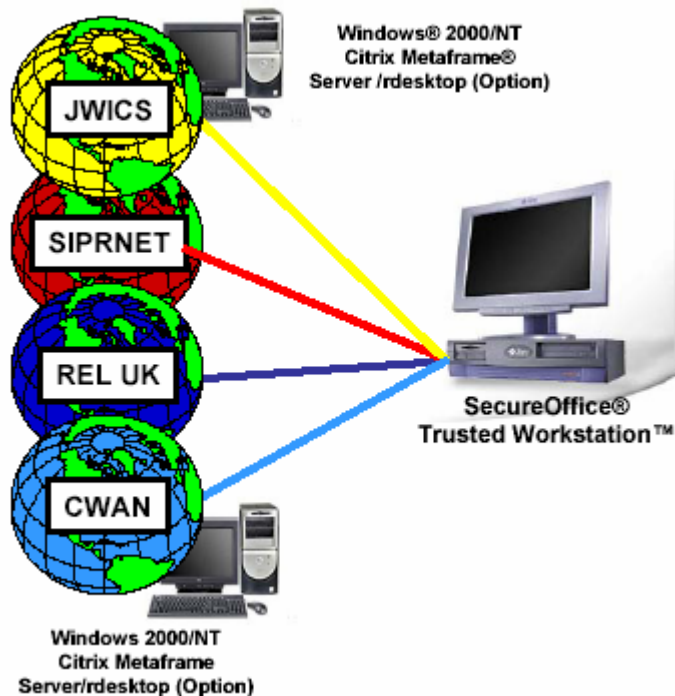 Windows® 2000/NT
Citrix Metaframe®
Server /rdesktop (Option)
JWICS
SIPRNET
REL UK
CWAN
SecureOffice®
Trusted Workstation™
Windows 2000/NT
Citrix Metaframe
Server/rdesktop (Option)